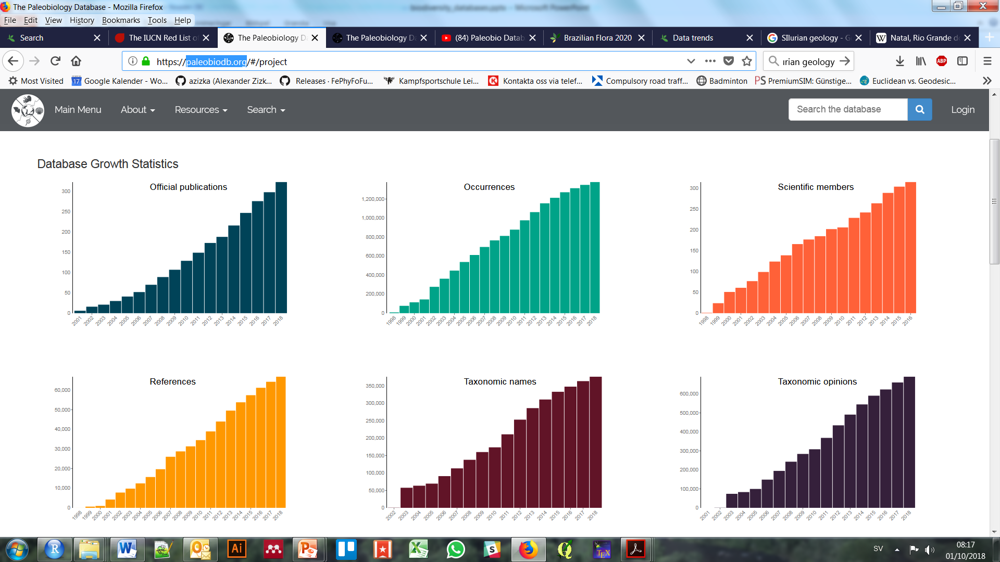 The Paleobiology Database - Mozilla Firefox
biodiversity_databases.pptx - Microsoft PowerPoint
File Edit View History Bookmarks Tools Help
Search
The IUCN Red List o
The Paleobiology D
The Paleobiology Da
(84) Paleobio Datab
Brazilian Flora 2020
Data trends
SIlurian geology - G
Natal, Rio Grande d
https://paleobiodb.org/#/project
ırian geology
ABP
Most Visited
17 Google Kalender - Wo...
azizka (Alexander Zizk...
Releases · FePhyFoFu...
Kampfsportschule Lei...
Kontakta oss via telef...
Compulsory road traff...
Badminton
PS PremiumSIM: Günstige...
Euclidean vs. Geodesic...
Main Menu About Resources Search
Search the database
Login
Database Growth Statistics
Official publications
300
250
200
150
100
50
0
2001 2002 2003 2004 2005 2006 2007 2008 2009 2010 2011 2012 2013 2014 2015 2016 2017 2018
Occurrences
1,200,000
1,000,000
800,000
600,000
400,000
200,000
0
1998 1999 2000 2001 2002 2003 2004 2005 2006 2007 2008 2009 2010 2011 2012 2013 2014 2015 2016 2017 2018
Scientific members
300
250
200
150
100
50
0
1998 1999 2000 2001 2002 2003 2004 2005 2006 2007 2008 2009 2010 2011 2012 2013 2014 2015 2016
References
60,000
50,000
40,000
30,000
20,000
10,000
0
1998 1999 2000 2001 2002 2003 2004 2005 2006 2007 2008 2009 2010 2011 2012 2013 2014 2015 2016 2017 2018
Taxonomic names
350,000
300,000
250,000
200,000
150,000
100,000
50,000
0
2002 2003 2004 2005 2006 2007 2008 2009 2010 2011 2012 2013 2014 2015 2016 2017 2018
Taxonomic opinions
600,000
500,000
400,000
300,000
200,000
100,000
0
2001 2002 2003 2004 2005 2006 2007 2008 2009 2010 2011 2012 2013 2014 2015 2016 2017 2018
SV
08:17
01/10/2018